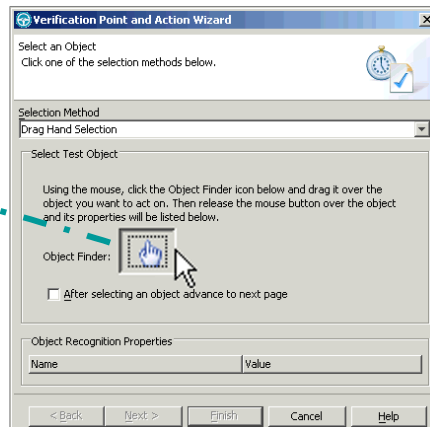 Verification Point and Action Wizard
Select an Object
Click one of the selection methods below.
Selection Method
Drag Hand Selection
Select Test Object
Using the mouse, click the Object Finder icon below and drag it over the
object you want to act on. Then release the mouse button over the object
and its properties will be listed below.
Object Finder:
After selecting an object advance to next page
Object Recognition Properties
Name Value
< Back Next > Finish Cancel Help